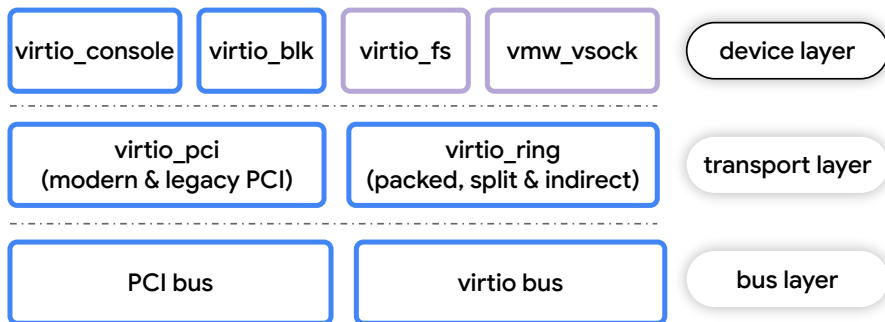 virtio_console
virtio_blk
virtio_fs
vmw_vsock
device layer
virtio_pci
(modern & legacy PCI)
virtio_ring
(packed, split & indirect)
transport layer
PCI bus
virtio bus
bus layer